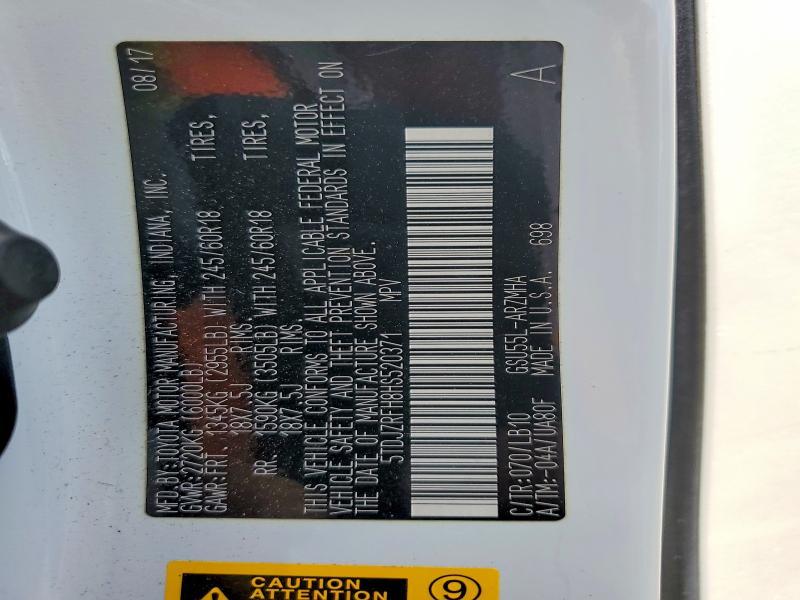 MFD.BY:TOYOTA MOTOR MANUFACTURING, INDIANA, INC. 08/17
GVWR:2720KG (6000LB)
GAWR:FRT. 1345KG (2955LB) WITH 245/60R18 TIRES,
18X7.5J RIMS
RR. 1590KG (3505LB) WITH 245/60R18 TIRES,
18X7.5J RIMS
THIS VEHICLE CONFORMS TO ALL APPLICABLE FEDERAL MOTOR
VEHICLE SAFETY AND THEFT PREVENTION STANDARDS IN EFFECT ON
THE DATE OF MANUFACTURE SHOWN ABOVE.
5TDJZRFH8HS520371 MPV
C/TR:070/LB10 GSU55L-ARZMHA A
A/TM:-04A/UA80F MADE IN U.S.A. 698
CAUTION
ATTENTION
9